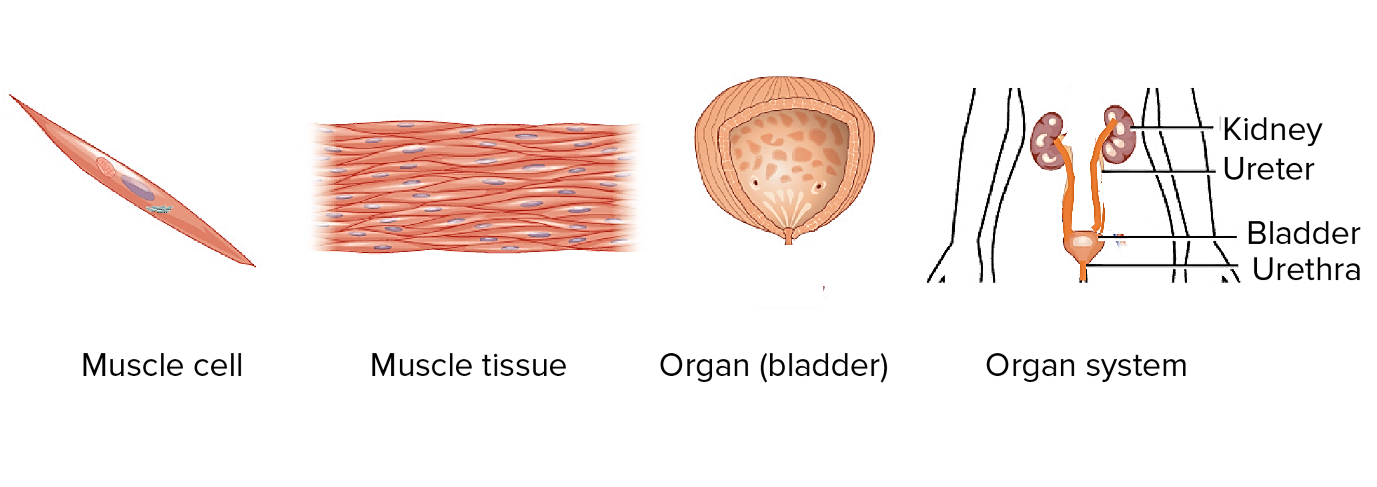 Kidney
Ureter
Bladder
Urethra
Muscle cell
Muscle tissue
Organ (bladder)
Organ system